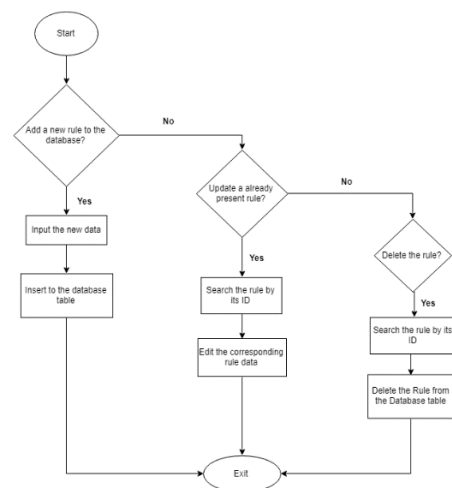 Start
Add a new rule to the
database?
No
Yes
Update a already
present rule?
No
Input the new data
Yes
Delete the rule?
Insert to the database
table
Search the rule by
its ID
Yes
Search the rule by its
ID
Edit the corresponding
rule data
Delete the Rule from
the Database table
Exit